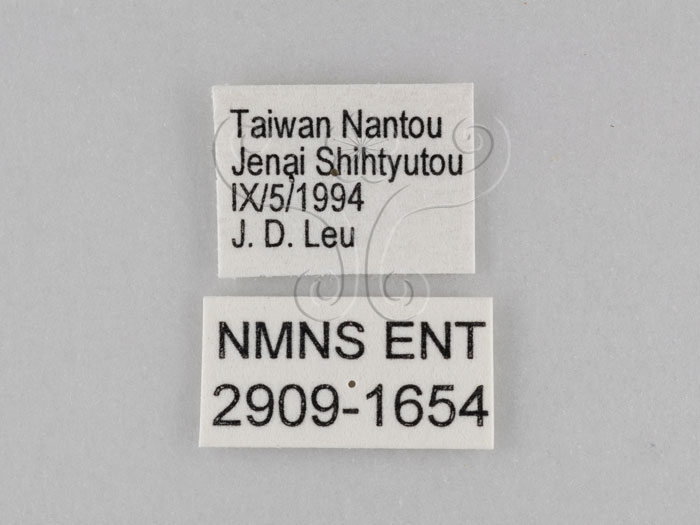 Taiwan Nantou
Jenai Shihtyutou
IX/5/1994
J. D. Leu
NMNS ENT
2909-1654